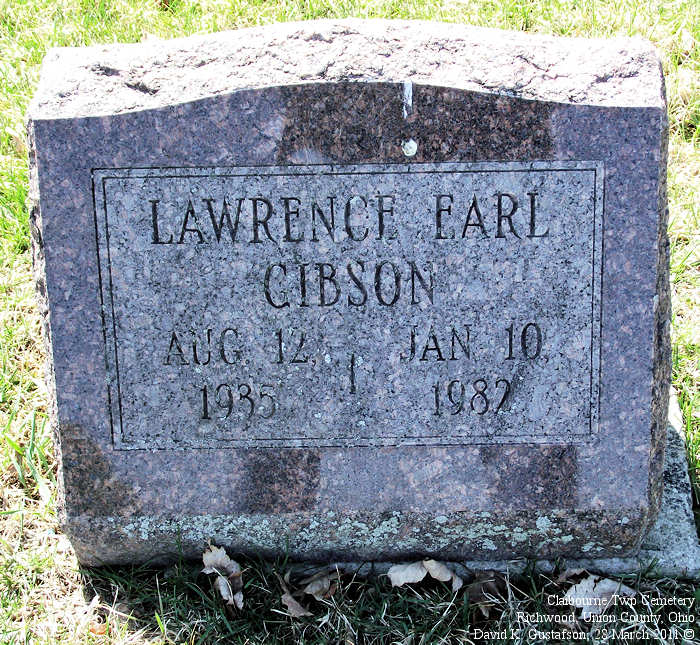 LAWRENCE EARL
GIBSON
AUG. 12, JAN. 10,
1935 1982
Claibourne Twp Cemetery
Richwood, Union County, Ohio
David K. Gustafson, 28 March 2011 ©